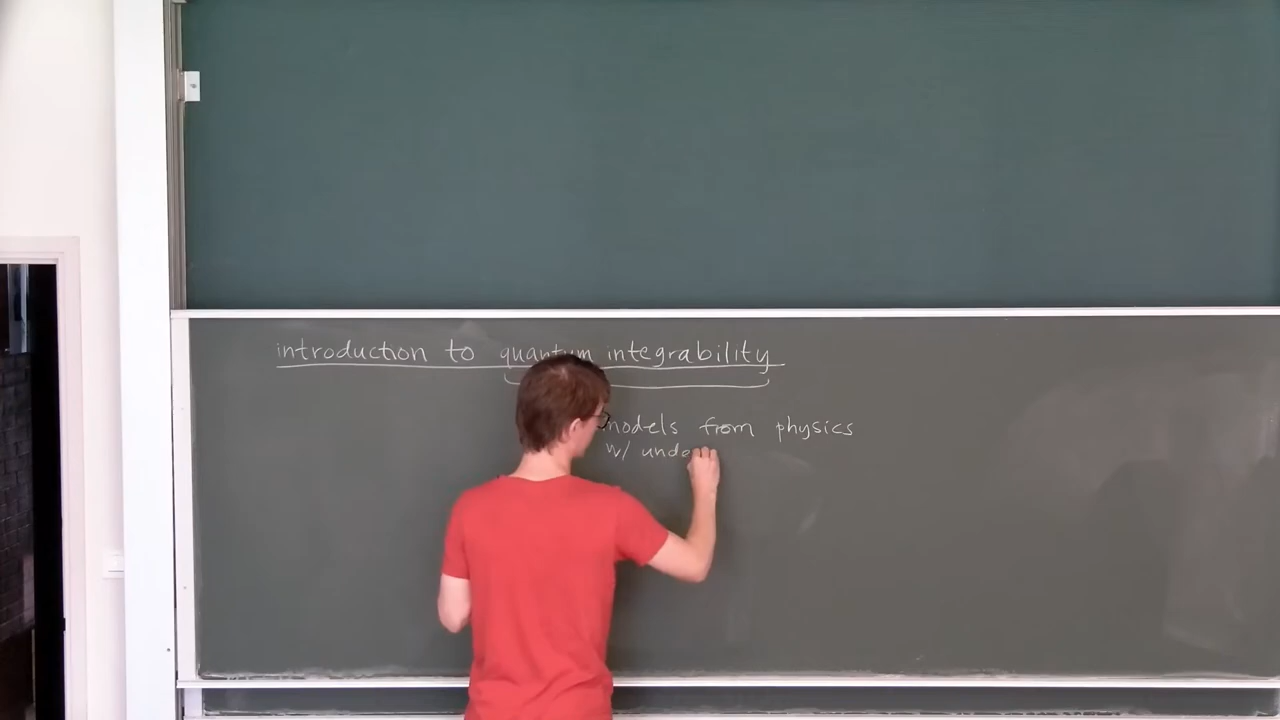 introduction to quantum integrability
models from physics
w/ unde